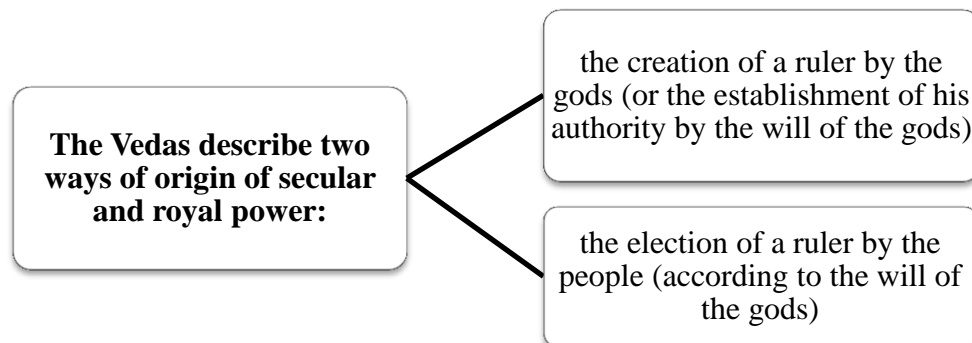 The Vedas describe two
ways of origin of secular
and royal power:
the creation of a ruler by the
gods (or the establishment of his
authority by the will of the gods)
the election of a ruler by the
people (according to the will of
the gods)